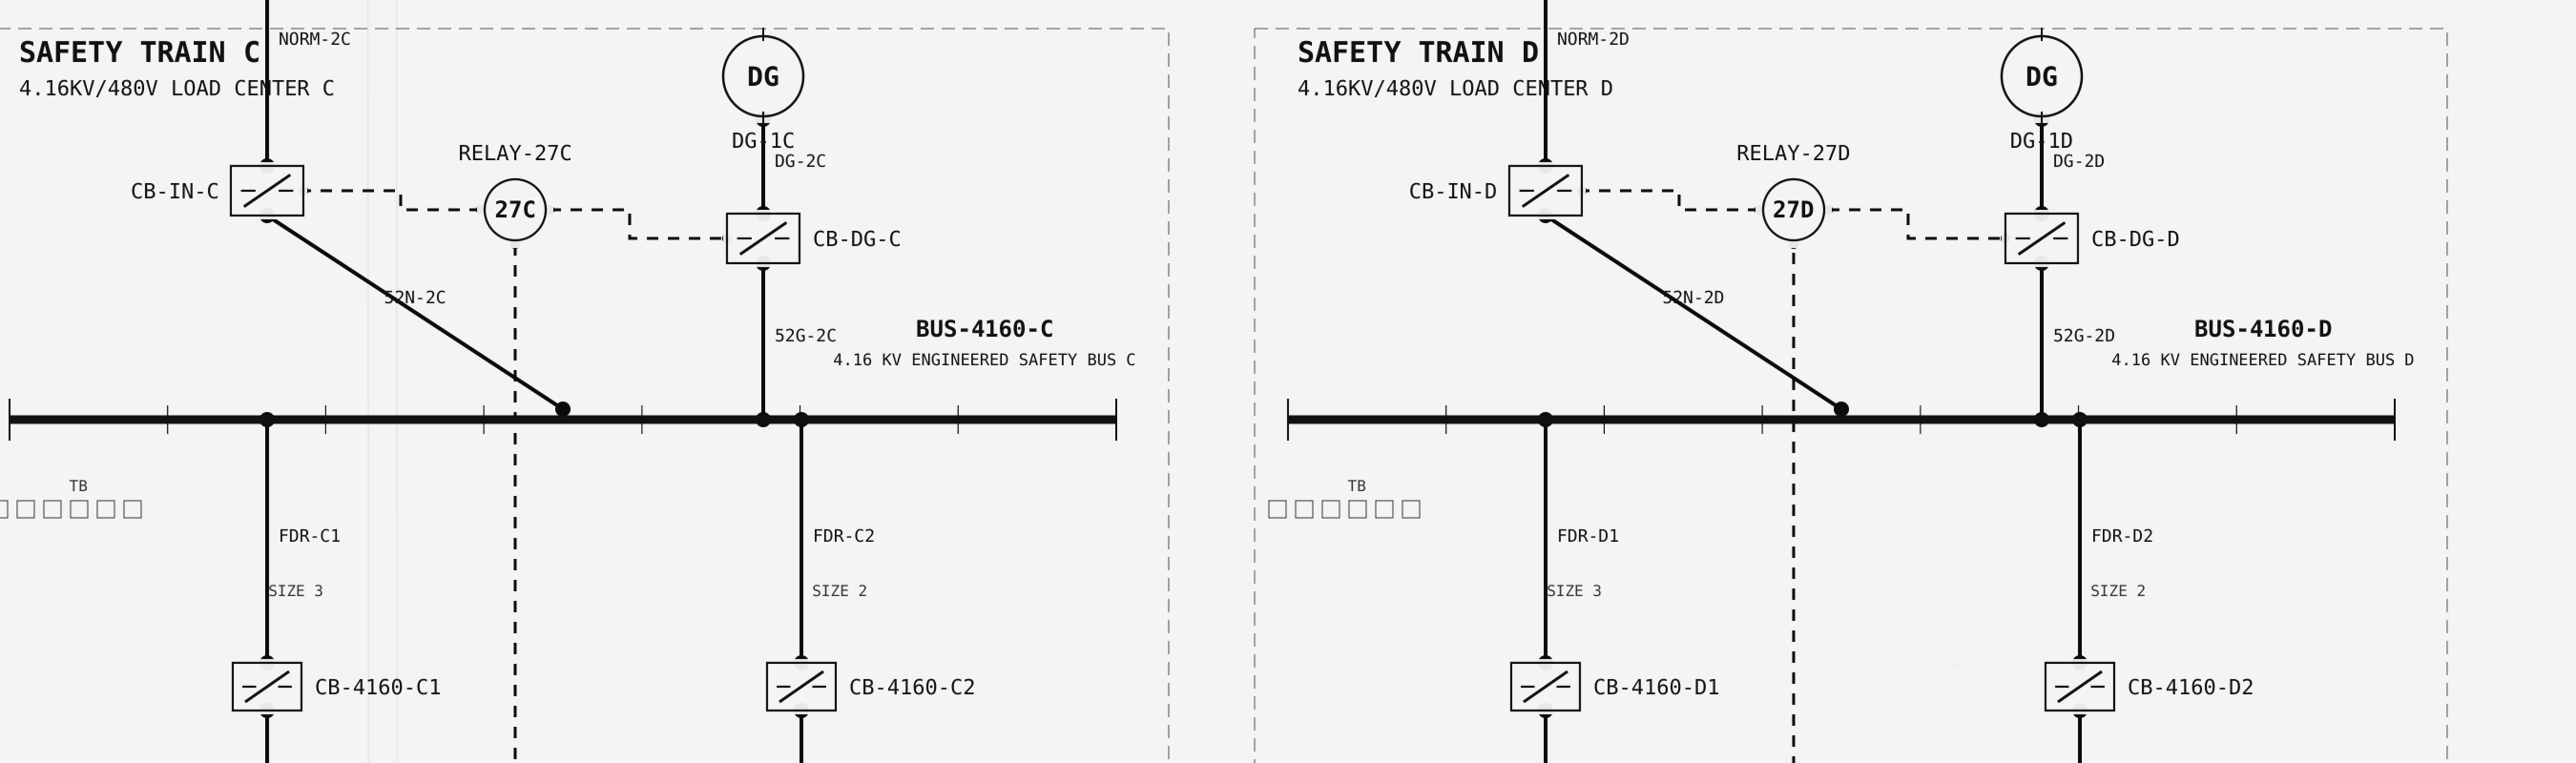 SAFETY TRAIN C
NORM-2C
4.16KV/480V LOAD CENTER C
DG
DG-1C
DG-2C
RELAY-27C
CB-IN-C
27C
CB-DG-C
52N-2C
52G-2C
BUS-4160-C
4.16 KV ENGINEERED SAFETY BUS C
TB
FDR-C1
FDR-C2
SIZE 3
SIZE 2
CB-4160-C1
CB-4160-C2
SAFETY TRAIN D
NORM-2D
4.16KV/480V LOAD CENTER D
DG
DG-1D
DG-2D
RELAY-27D
CB-IN-D
27D
CB-DG-D
52N-2D
52G-2D
BUS-4160-D
4.16 KV ENGINEERED SAFETY BUS D
TB
FDR-D1
FDR-D2
SIZE 3
SIZE 2
CB-4160-D1
CB-4160-D2